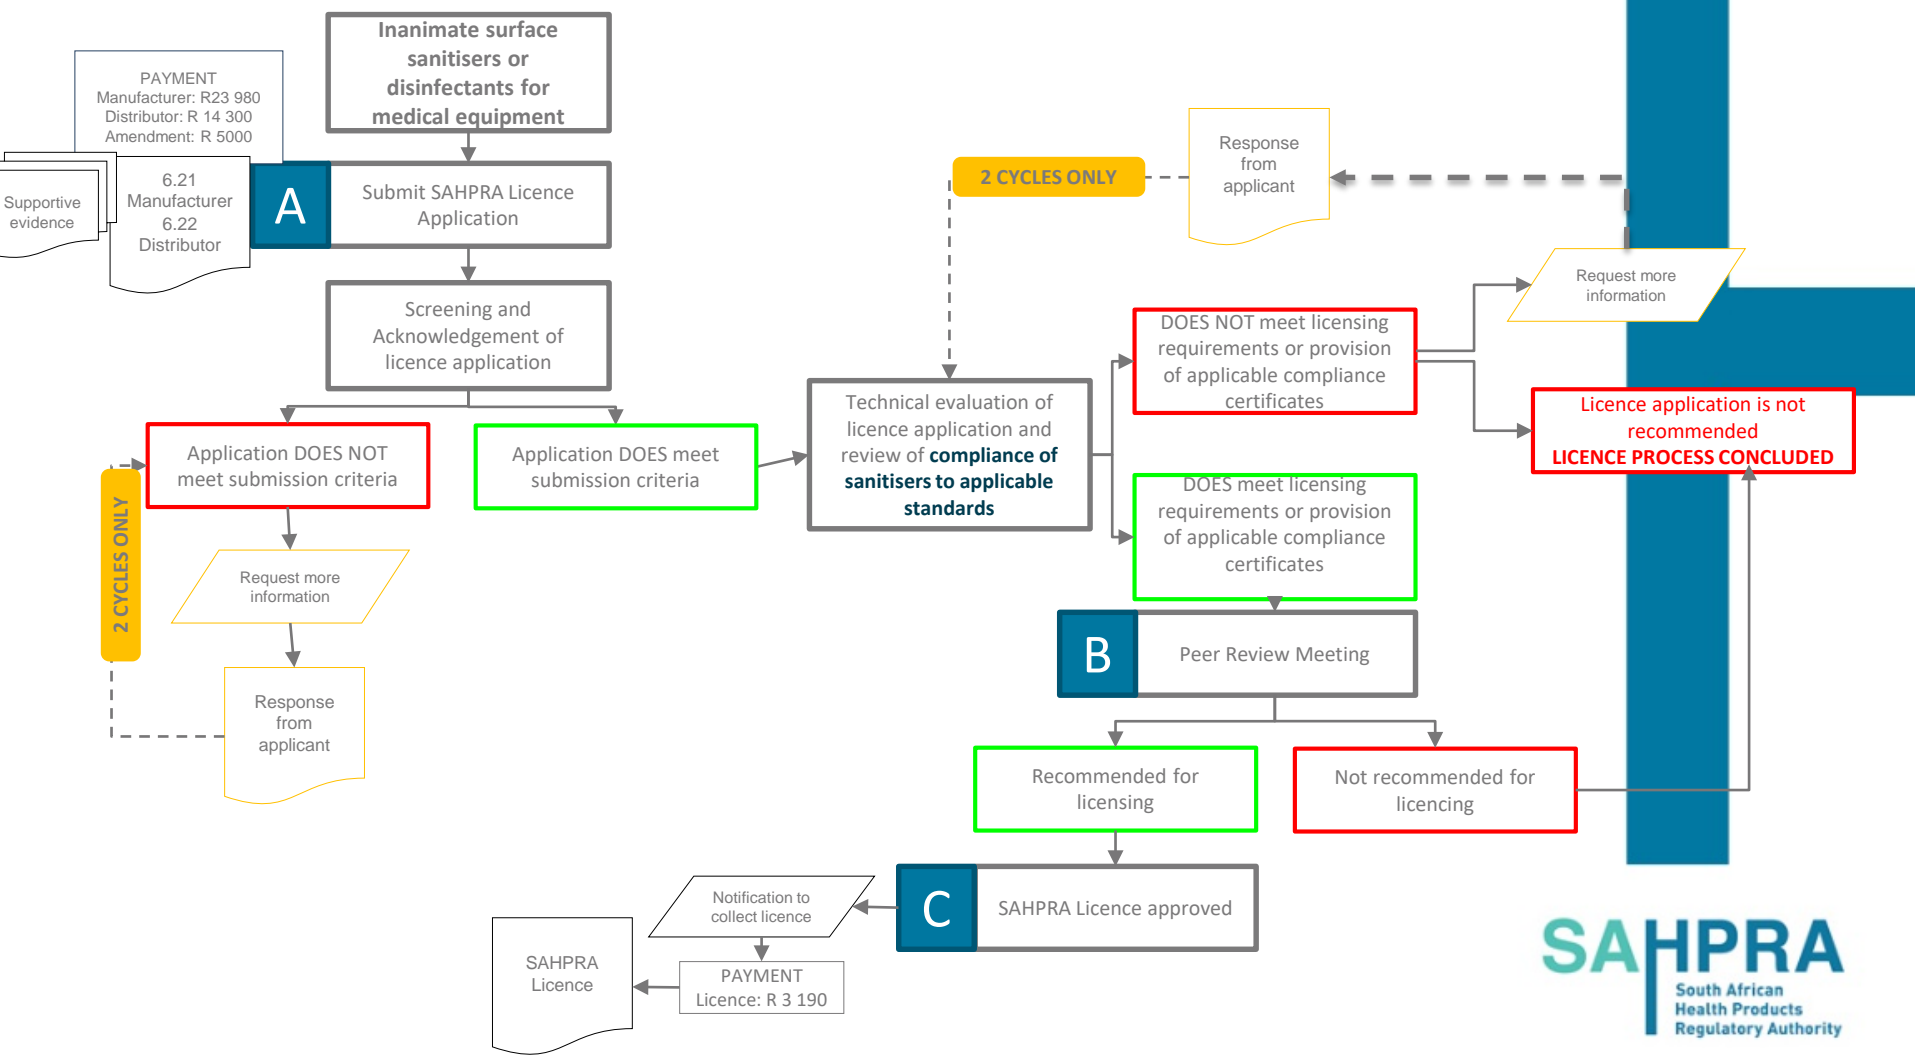 Inanimate surface
sanitisers or
disinfectants for
medical equipment
PAYMENT
Manufacturer: R23 980
Distributor: R 14 300
Amendment: R 5000
Supportive
evidence
6.21
Manufacturer
6.22
Distributor
A
Submit SAHPRA Licence
Application
Screening and
Acknowledgement of
licence application
Application DOES NOT
meet submission criteria
Application DOES meet
submission criteria
2 CYCLES ONLY
Request more
information
Response
from
applicant
Technical evaluation of
licence application and
review of compliance of
sanitisers to applicable
standards
2 CYCLES ONLY
Response
from
applicant
Request more
information
DOES NOT meet licensing
requirements or provision
of applicable compliance
certificates
Licence application is not
recommended
LICENCE PROCESS CONCLUDED
DOES meet licensing
requirements or provision
of applicable compliance
certificates
B
Peer Review Meeting
Recommended for
licensing
Not recommended for
licencing
C
SAHPRA Licence approved
Notification to
collect licence
PAYMENT
Licence: R 3 190
SAHPRA
Licence
SAHPRA
South African
Health Products
Regulatory Authority